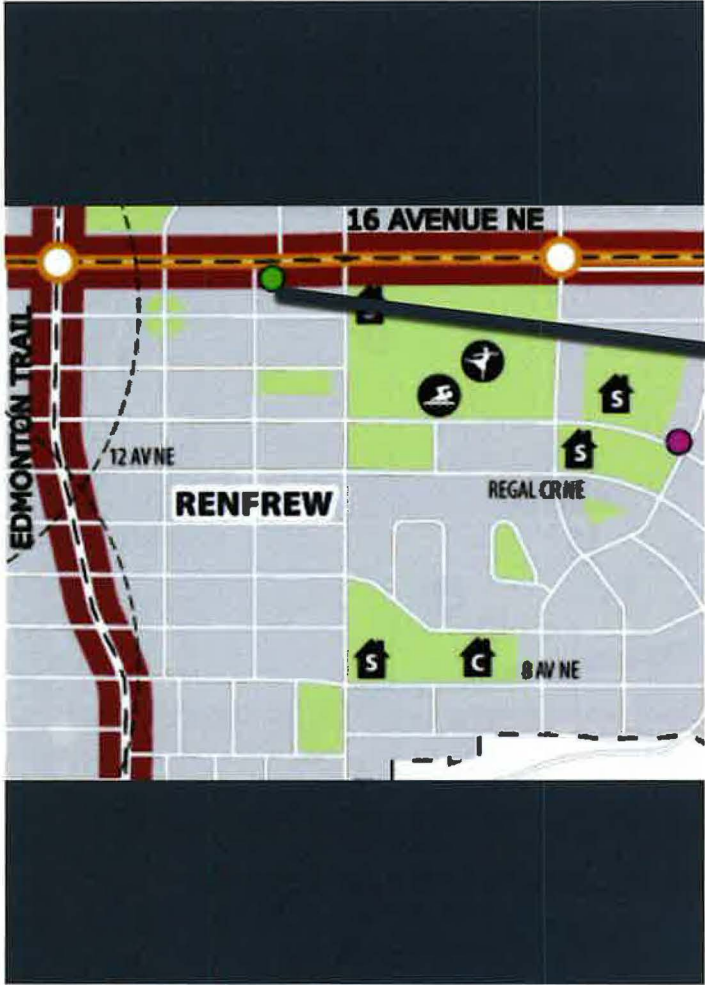 16 AVENUE NE
EDMONTON TRAIL
S
12 AV NE
S
RENFREW
REGAL CR NE
S
C
8 AV NE